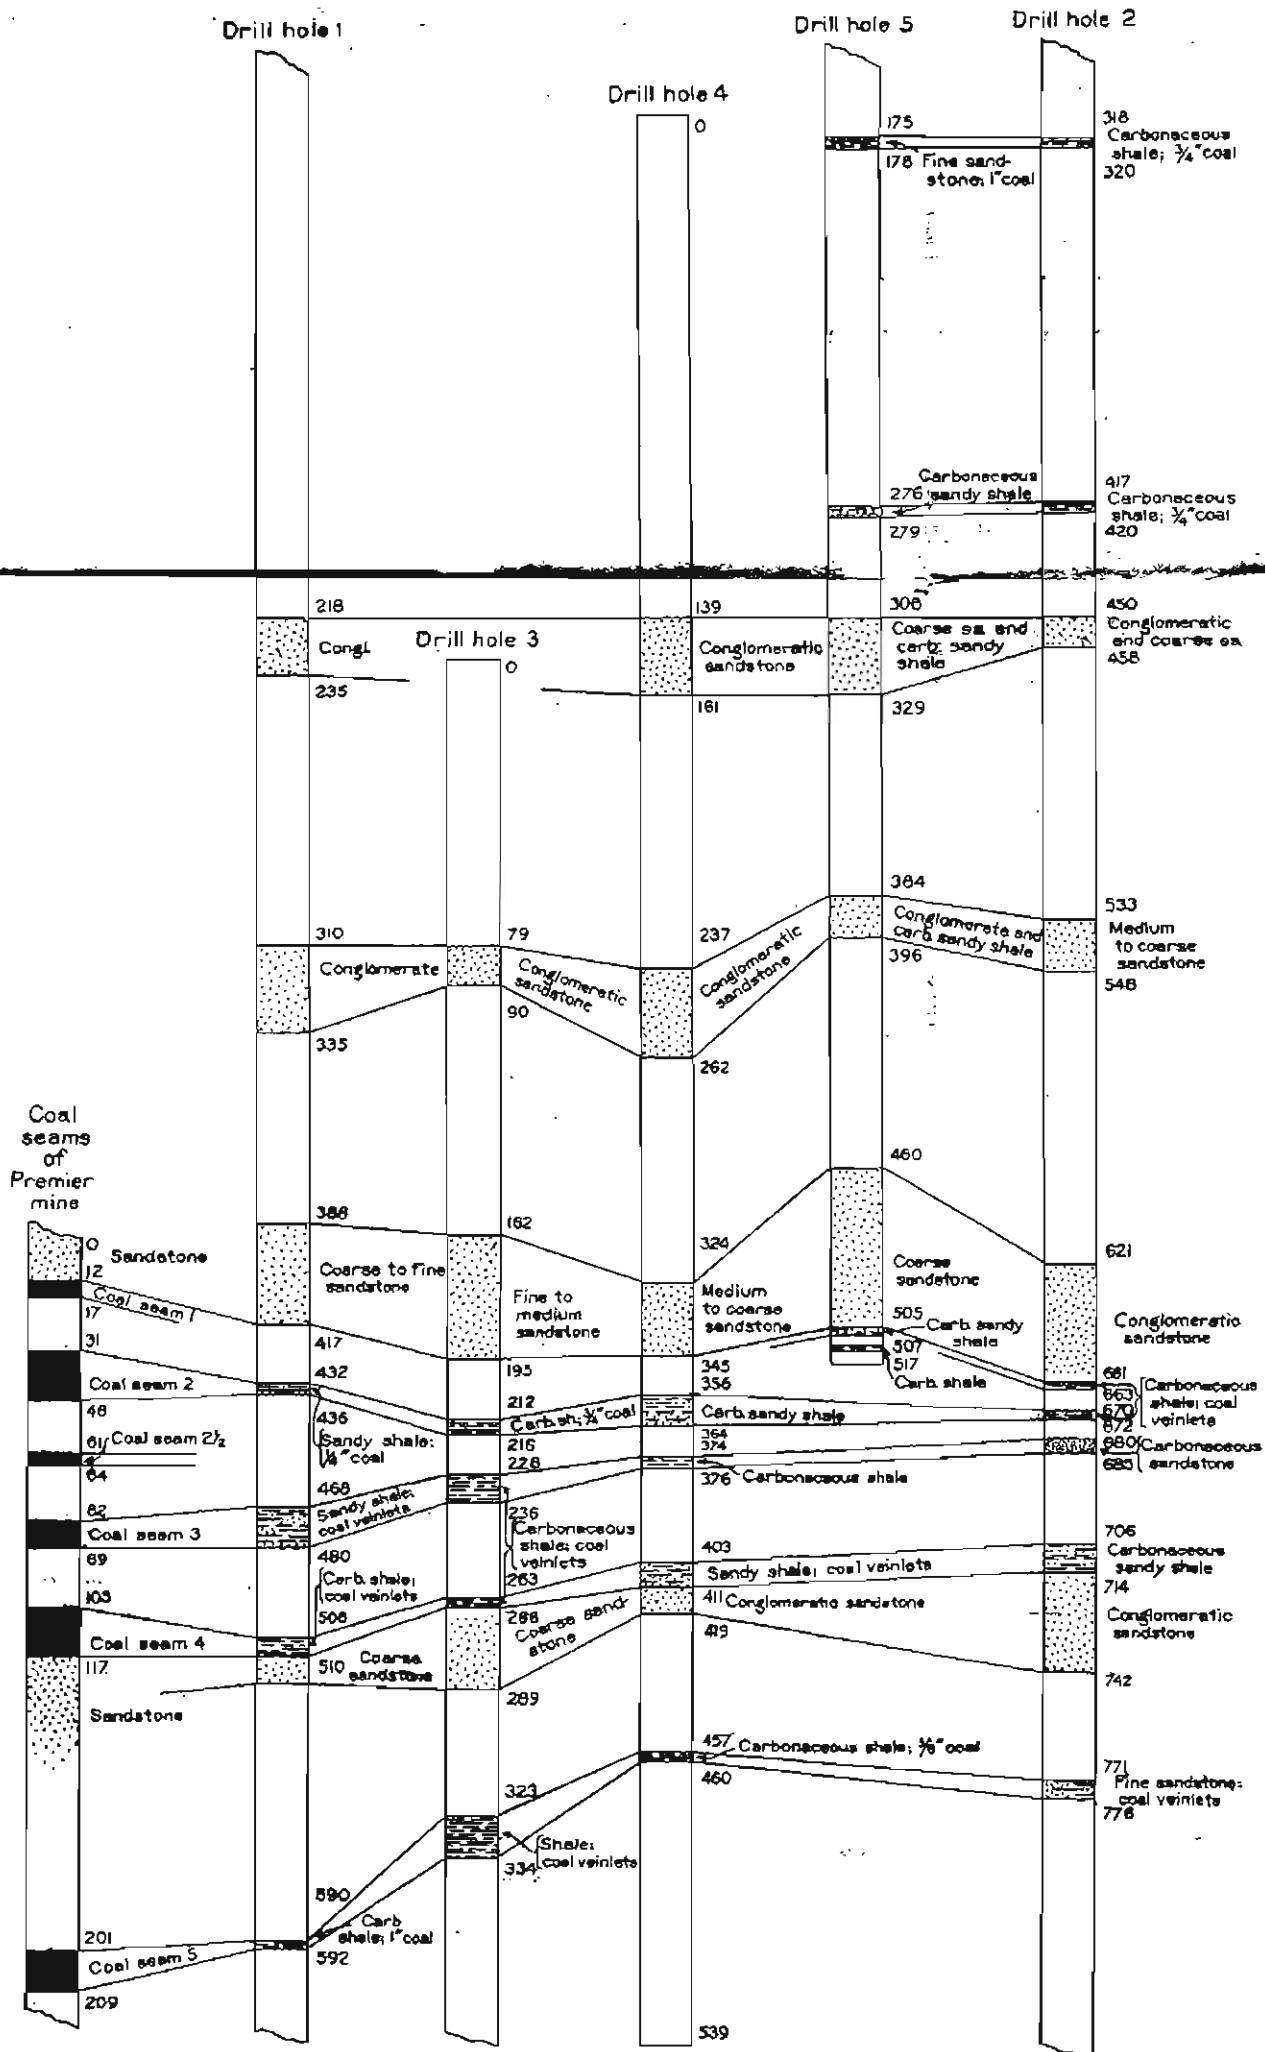 Drill hole 1
Drill hole 4
Drill hole 5
Drill hole 2
0
175
178
Fine sand-
stone; 1" coal
318
Carbonaceous
shale; 3/4" coal
320
276
Carbonaceous
sandy shale
279
417
Carbonaceous
shale; 3/4" coal
420
218
Congl.
235
Drill hole 3
0
139
Conglomeratic
sandstone
161
306
Coarse ss. and
carb. sandy
shale
329
450
Conglomeratic
and coarse ss.
458
310
Conglomerate
335
79
Conglomeratic
sandstone
90
237
Conglomeratic
sandstone
262
384
Conglomerate and
carb. sandy shale
396
533
Medium
to coarse
sandstone
548
Coal
seams
of
Premier
mine
0
Sandstone
12
Coal seam 1
17
31
Coal seam 2
46
61
Coal seam 2½
64
82
Coal seam 3
89
103
Coal seam 4
117
Sandstone
201
Coal seam 5
209
388
Coarse to fine
sandstone
417
432
436
Sandy shale;
1/4" coal
468
Sandy shale;
coal veinlets
480
Carb. shale;
coal veinlets
506
510
Coarse
sandstone
590
Carb
shale; 1" coal
592
162
Fine to
medium
sandstone
195
212
Carb. sh.; 1/4" coal
216
228
236
Carbonaceous
shale; coal
veinlets
263
266
Coarse sand-
stone
289
323
Shale;
coal veinlets
334
324
Medium
to coarse
sandstone
345
356
Carb. sandy shale
364
374
376
Carbonaceous shale
403
Sandy shale; coal veinlets
411
Conglomeratic sandstone
419
457
Carbonaceous shale; coal
460
539
460
Coarse
sandstone
505
Carb. sandy
shale
507
517
Carb. shale
621
Conglomeratic
sandstone
661
663
Carbonaceous
shale; coal
veinlets
670
672
680
Carbonaceous
sandstone
685
706
Carbonaceous
sandy shale
714
Conglomeratic
sandstone
742
771
Fine sandstone;
coal veinlets
776